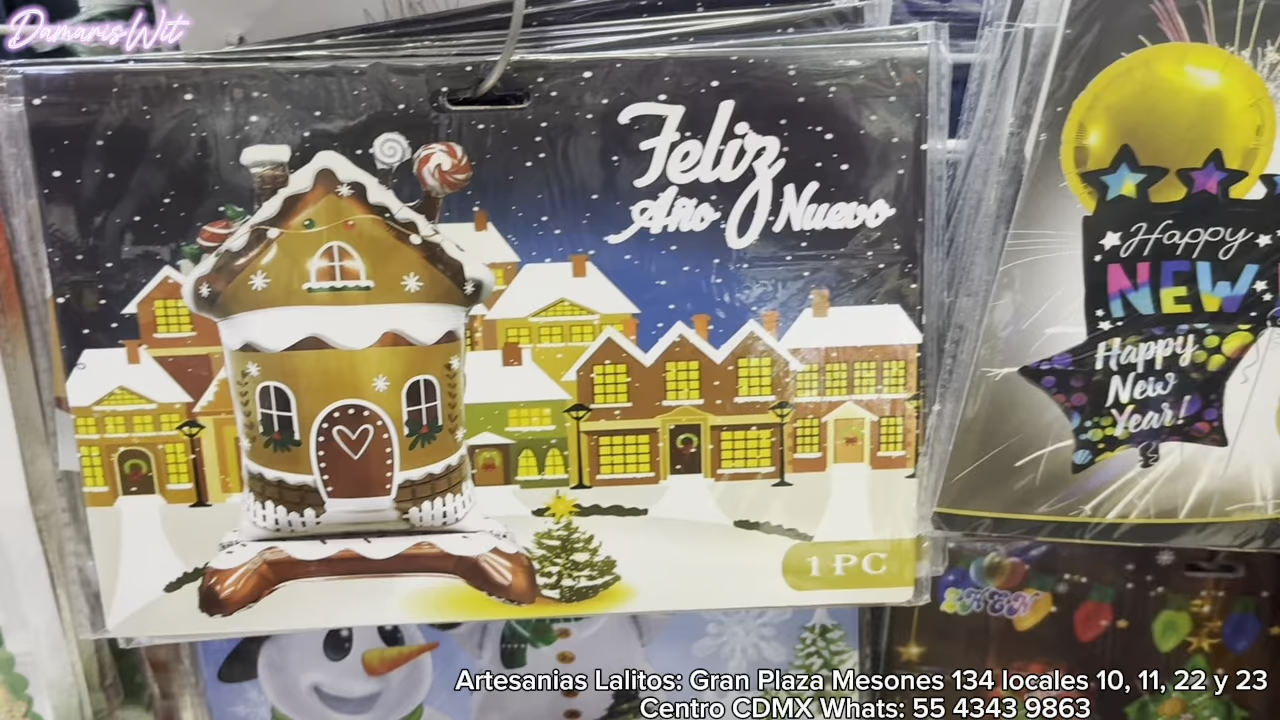 DamarisWit
Feliz
Año Nuevo
1 PC
Happy
NEW
Happy
New
Year!
Artesanias Lalitos: Gran Plaza Mesones 134 locales 10, 11, 22 y 23
Centro CDMX Whats: 55 4343 9863